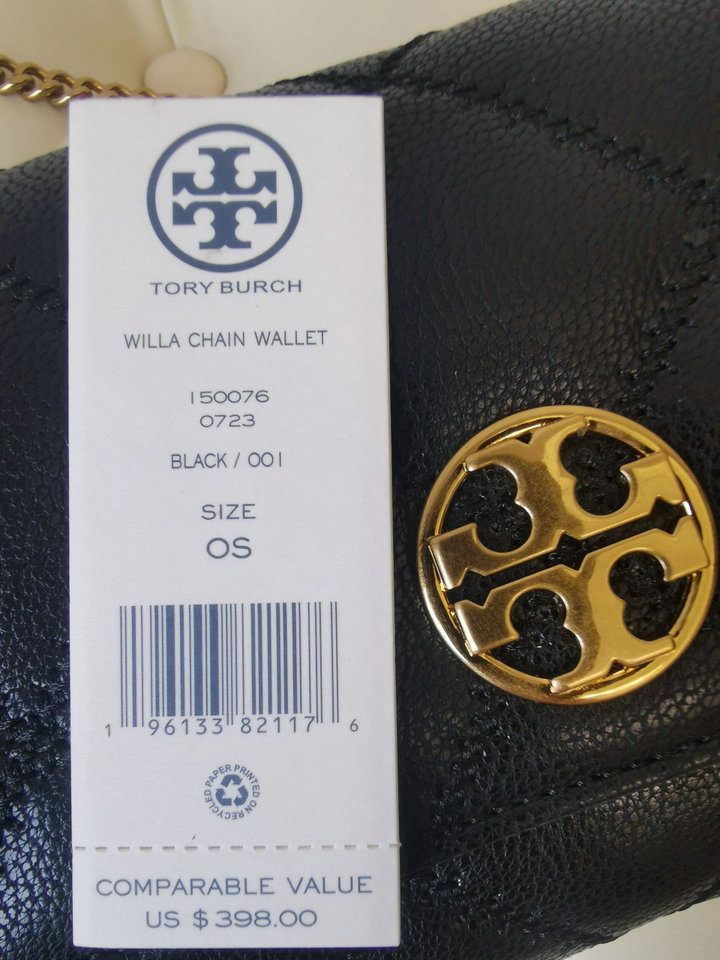 TORY BURCH
WILLA CHAIN WALLET
150076
0723
BLACK / 001
SIZE
OS
1 96133 82117 6
PAPER PRINTED ON RECYCLED
COMPARABLE VALUE
US $398.00